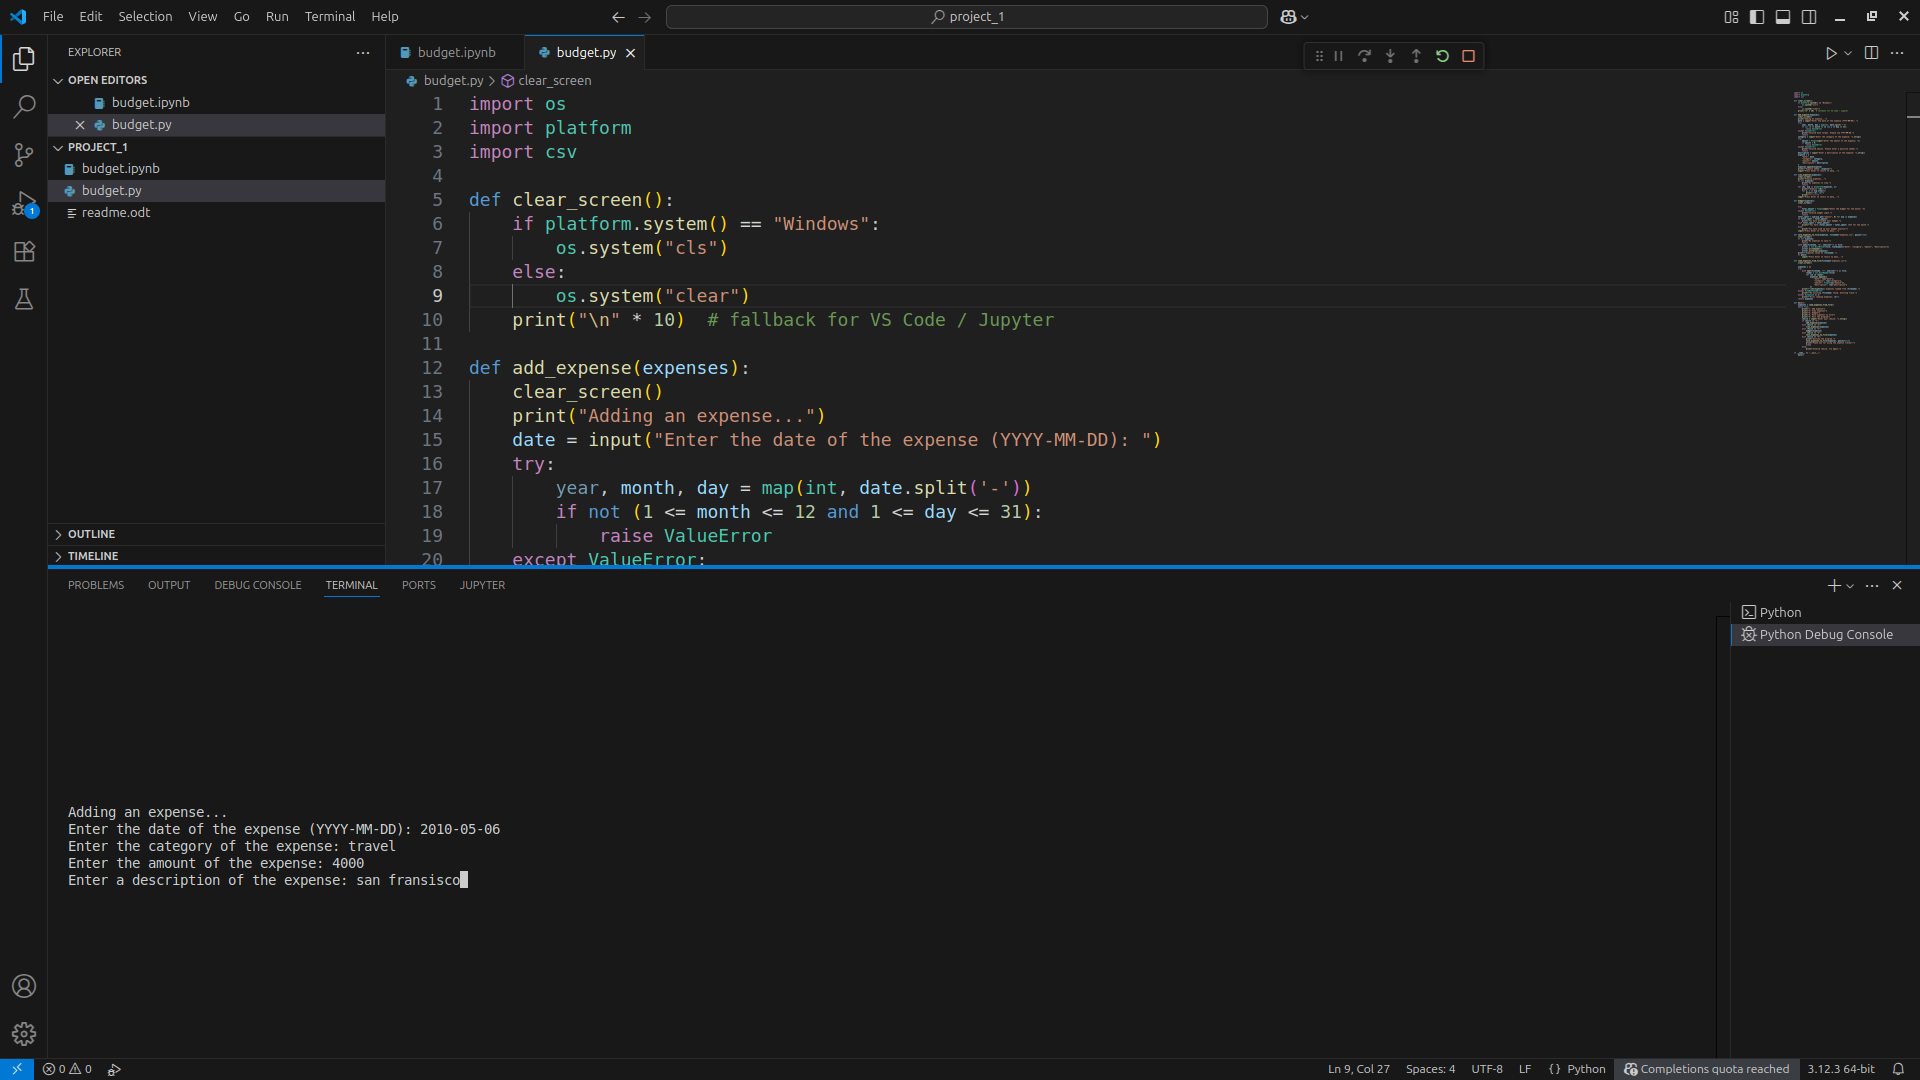 File Edit Selection View Go Run Terminal Help
project_1
EXPLORER
OPEN EDITORS
budget.ipynb
budget.py
PROJECT_1
budget.ipynb
budget.py
readme.odt
OUTLINE
TIMELINE
1
budget.ipynb budget.py
budget.py > clear_screen
1 import os
2 import platform
3 import csv
4
5 def clear_screen():
6 if platform.system() == "Windows":
7 os.system("cls")
8 else:
9 os.system("clear")
10 print("\n" * 10)  # fallback for VS Code / Jupyter
11
12 def add_expense(expenses):
13 clear_screen()
14 print("Adding an expense...")
15 date = input("Enter the date of the expense (YYYY-MM-DD): ")
16 try:
17 year, month, day = map(int, date.split('-'))
18 if not (1 <= month <= 12 and 1 <= day <= 31):
19 raise ValueError
20 except ValueError:
PROBLEMS OUTPUT DEBUG CONSOLE TERMINAL PORTS JUPYTER
Python
Python Debug Console
Adding an expense...
Enter the date of the expense (YYYY-MM-DD): 2010-05-06
Enter the category of the expense: travel
Enter the amount of the expense: 4000
Enter a description of the expense: san fransisco
0 0 Ln 9, Col 27 Spaces: 4 UTF-8 LF {} Python Completions quota reached 3.12.3 64-bit